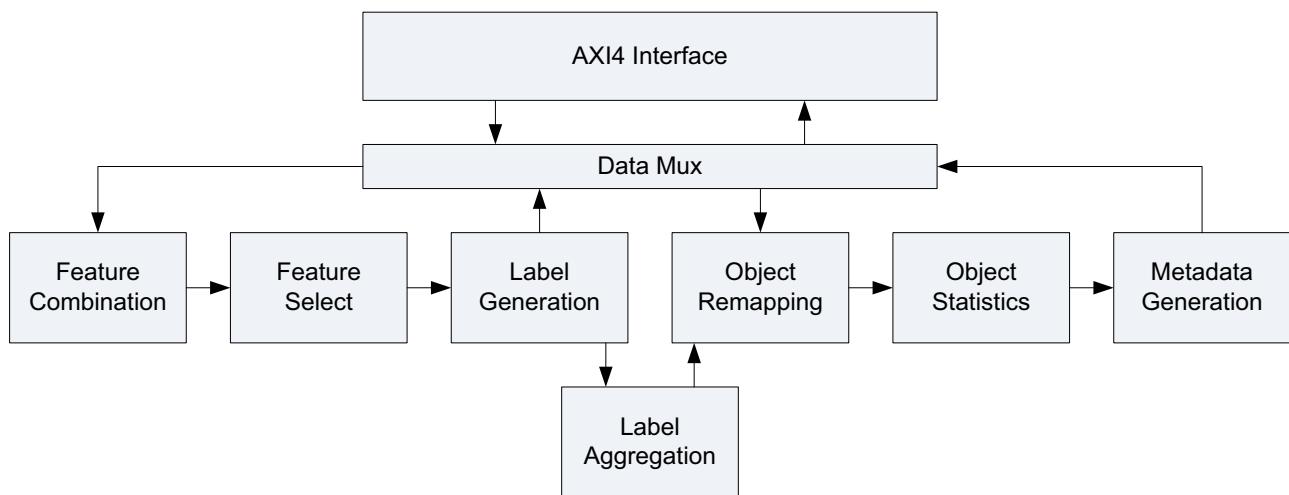 AXI4 Interface
Data Mux
Feature
Combination
Feature
Select
Label
Generation
Object
Remapping
Object
Statistics
Metadata
Generation
Label
Aggregation